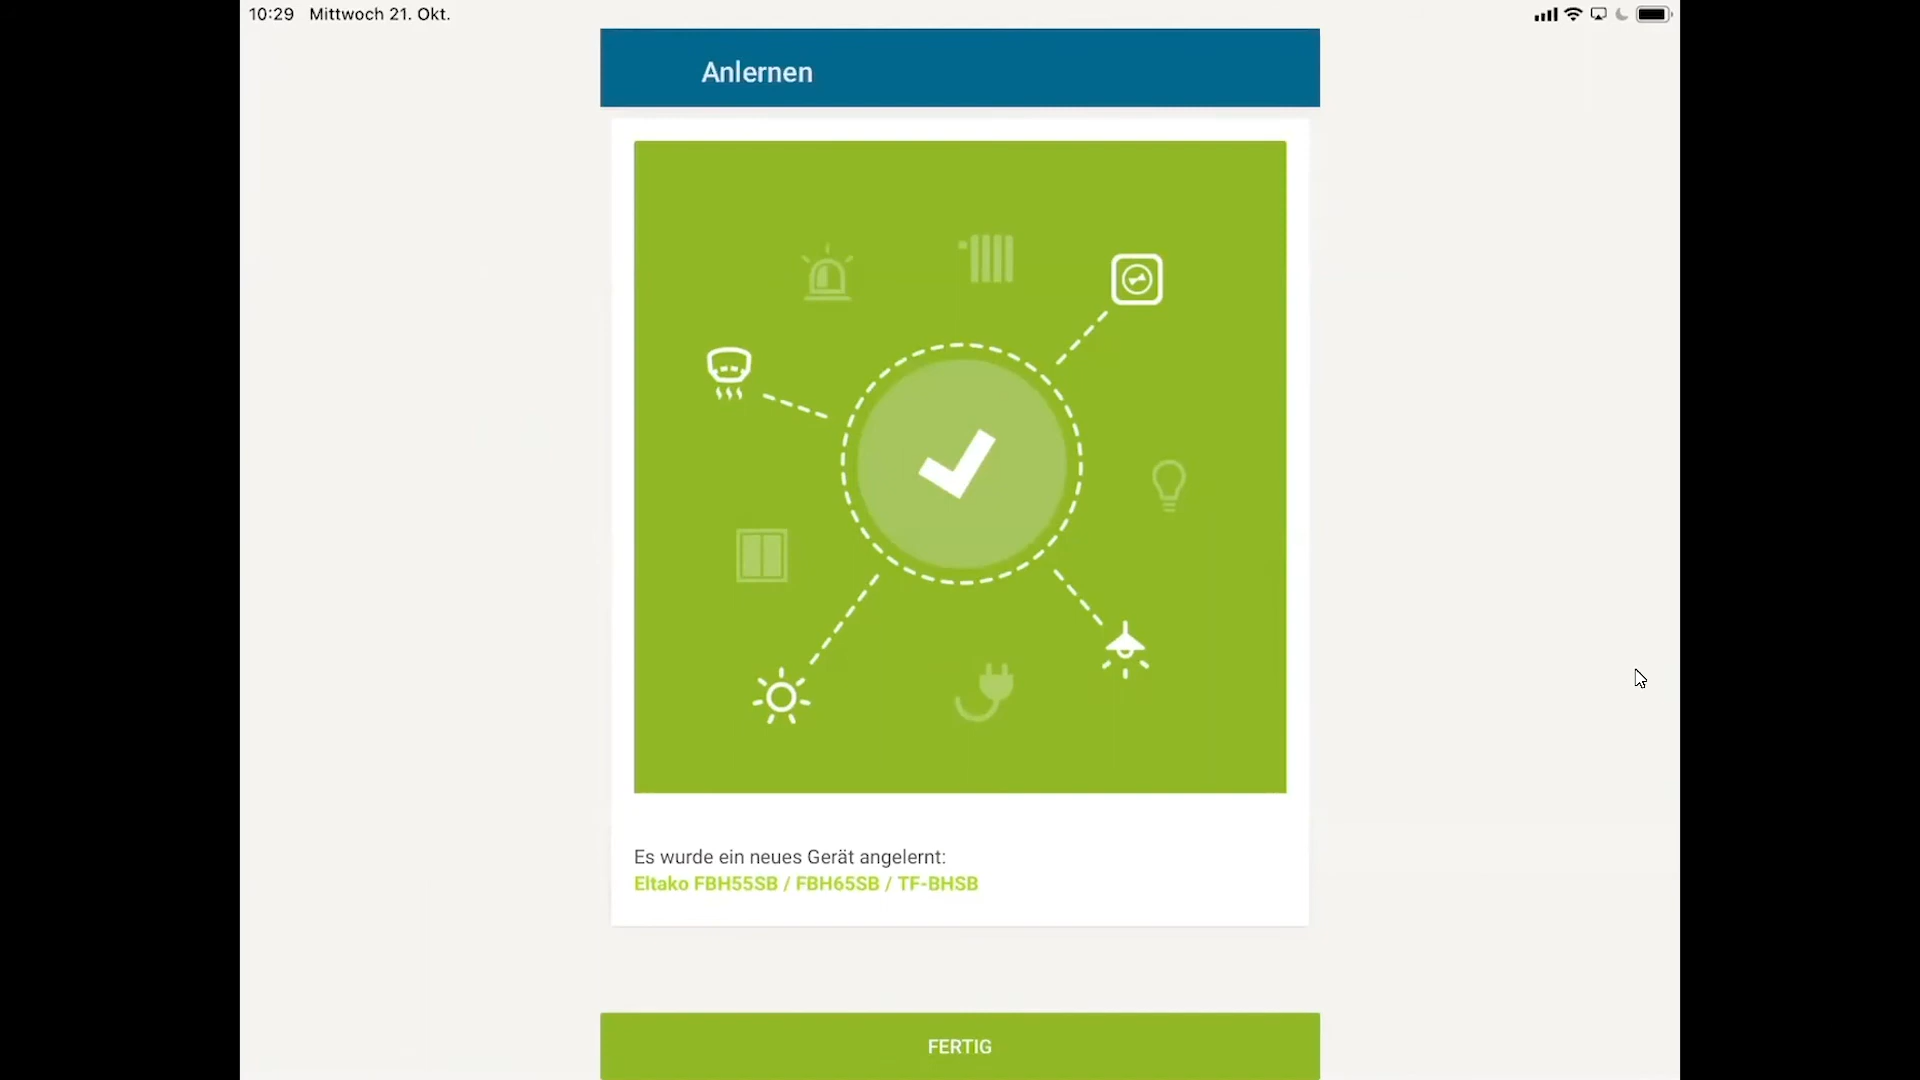 10:29 Mittwoch 21. Okt.
Anlernen
Es wurde ein neues Gerät angelernt:
Eltako FBH55SB / FBH65SB / TF-BHSB
FERTIG